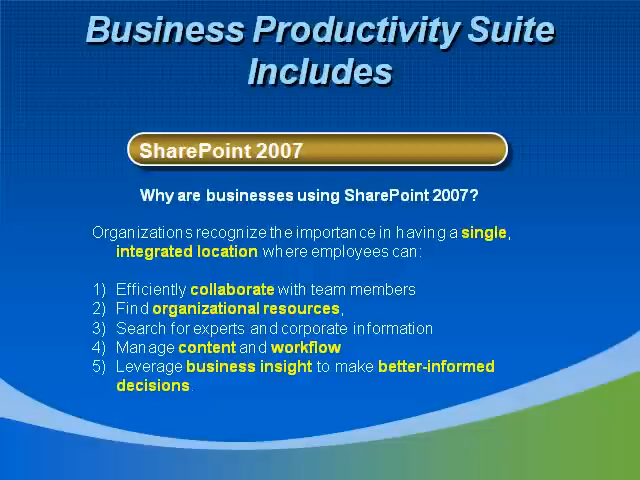 Business Productivity Suite
Includes
SharePoint 2007
Why are businesses using SharePoint 2007?
Organizations recognize the importance in having a single,
integrated location where employees can:
1) Efficiently collaborate with team members
2) Find organizational resources,
3) Search for experts and corporate information
4) Manage content and workflow
5) Leverage business insight to make better-informed
decisions.